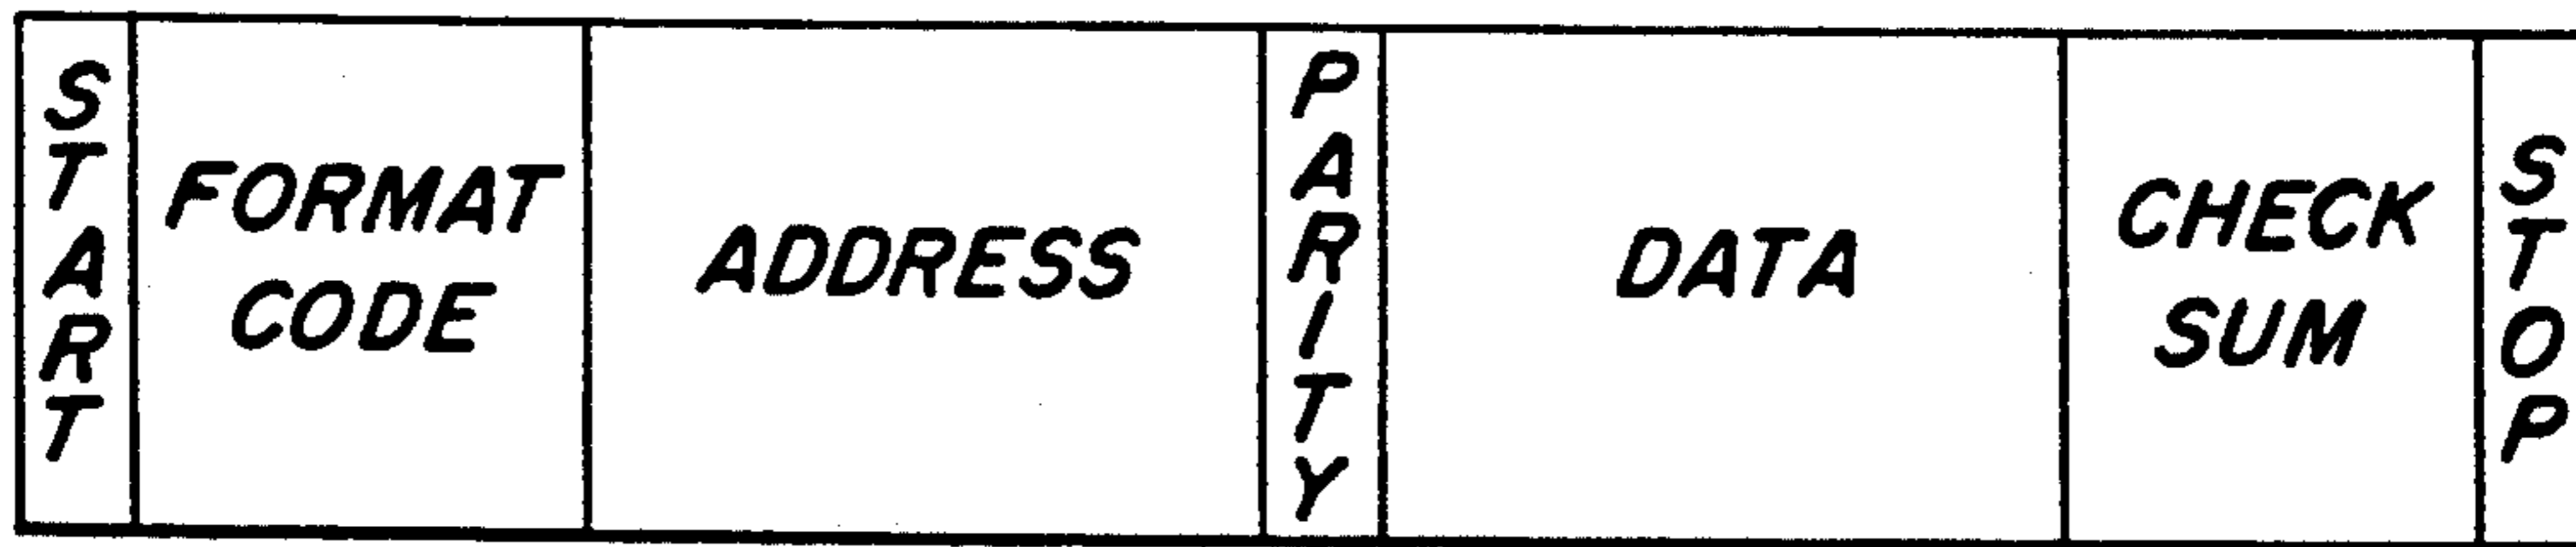 START
FORMAT
CODE
ADDRESS
PARITY
DATA
CHECK
SUM
STOP